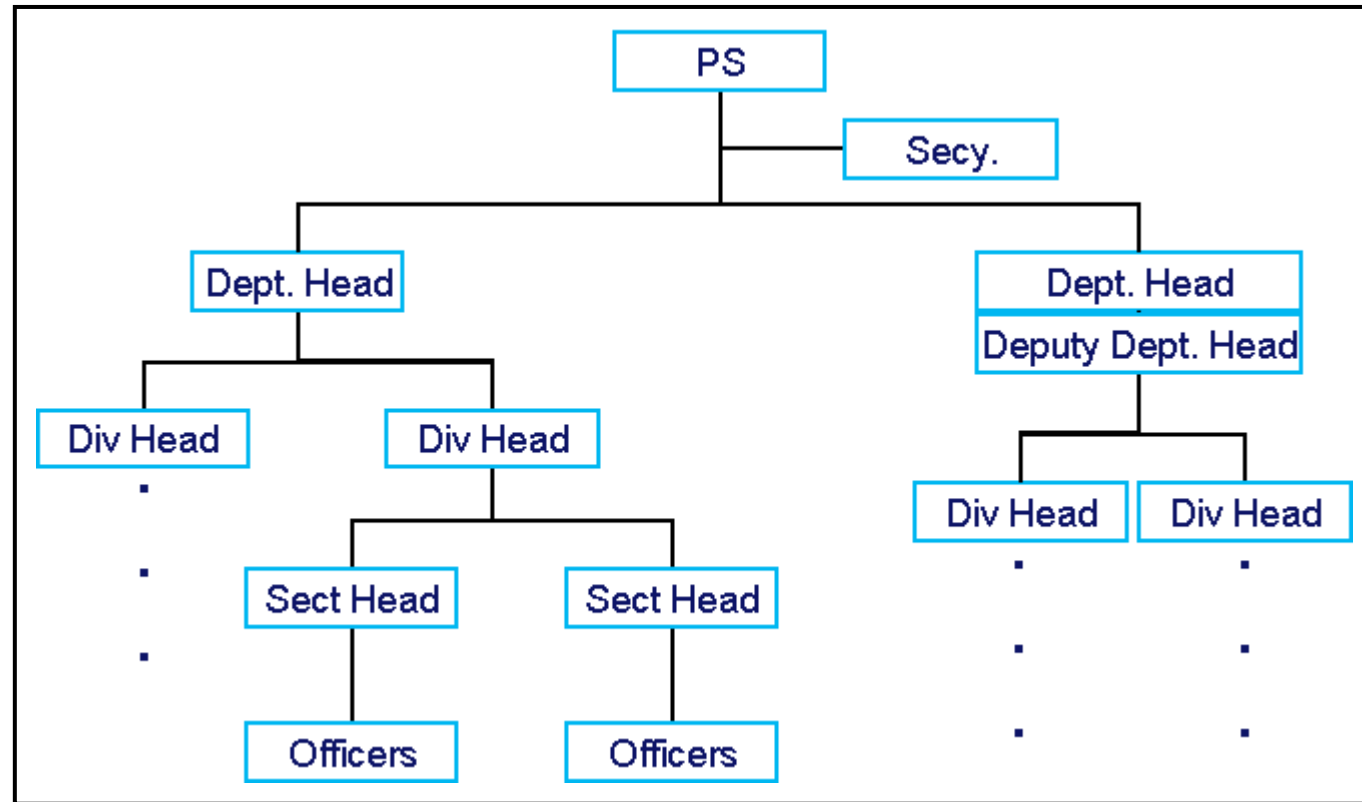 PS
Secy.
Dept. Head
Dept. Head
Deputy Dept. Head
Div Head
Div Head
Div Head
Div Head
Sect Head
Sect Head
Officers
Officers